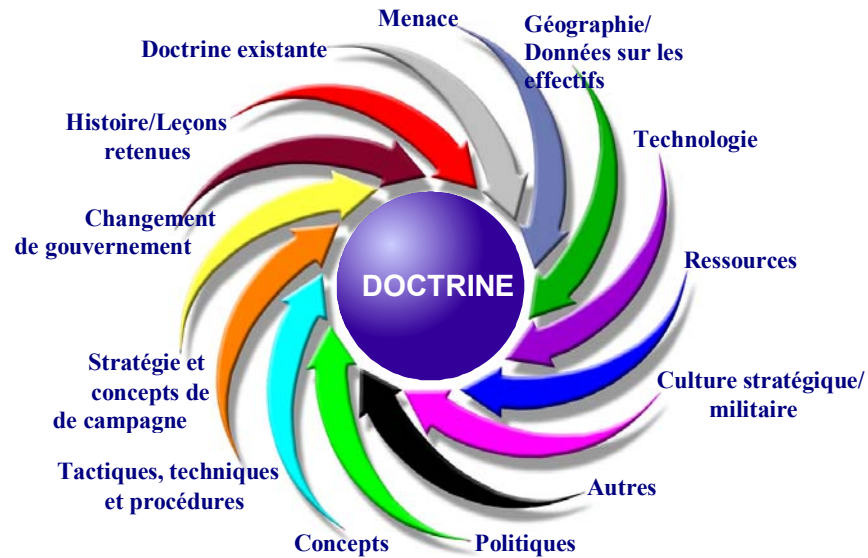 Menace
Géographie/
Données sur les
effectifs
Doctrine existante
Histoire/Leçons
retenues
Technologie
Changement
de gouvernement
Ressources
DOCTRINE
Stratégie et
concepts de
de campagne
Culture stratégique/
militaire
Tactiques, techniques
et procédures
Autres
Concepts
Politiques